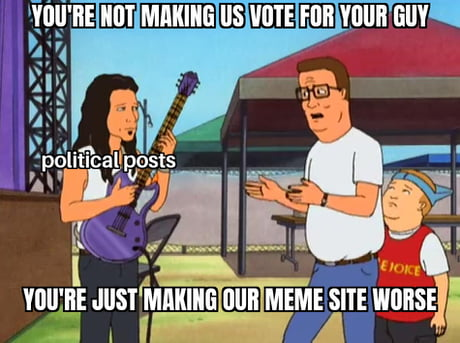 YOU'RE NOT MAKING US VOTE FOR YOUR GUY
political posts
EJOICE
YOU'RE JUST MAKING OUR MEME SITE WORSE